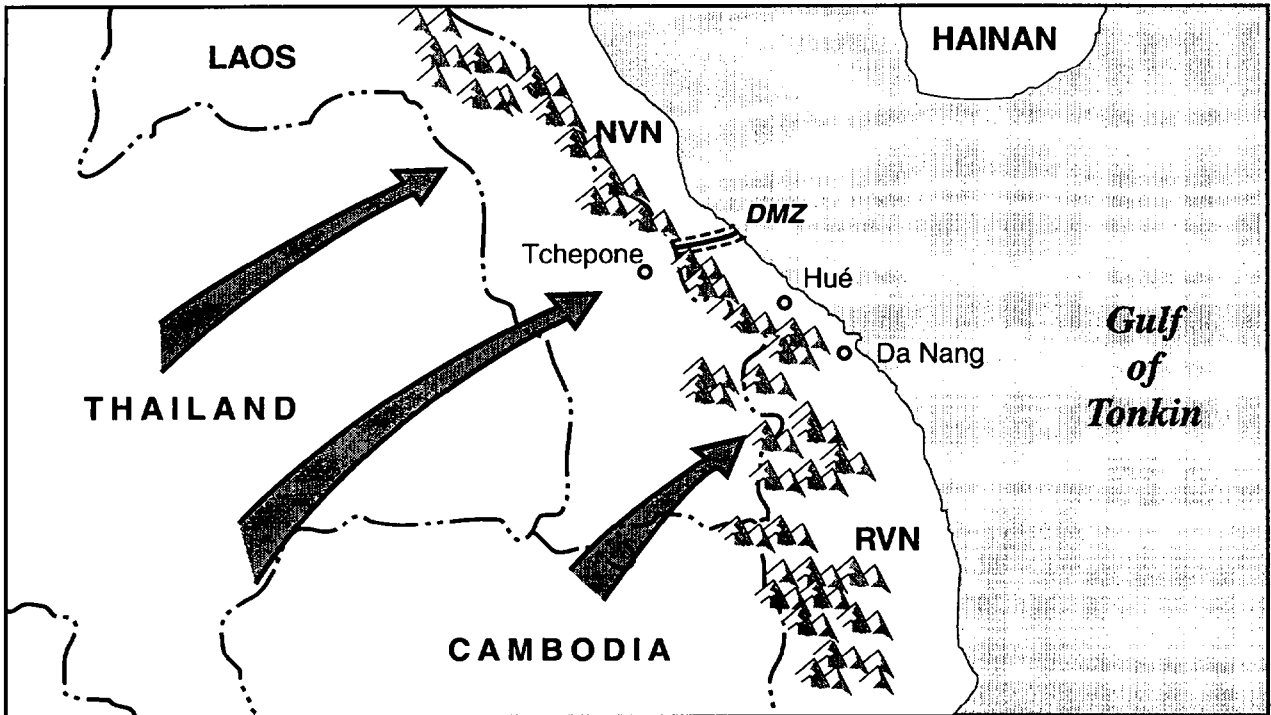 LAOS
HAINAN
NVN
DMZ
Tchepone
Hué
Da Nang
Gulf
of
Tonkin
THAILAND
RVN
CAMBODIA